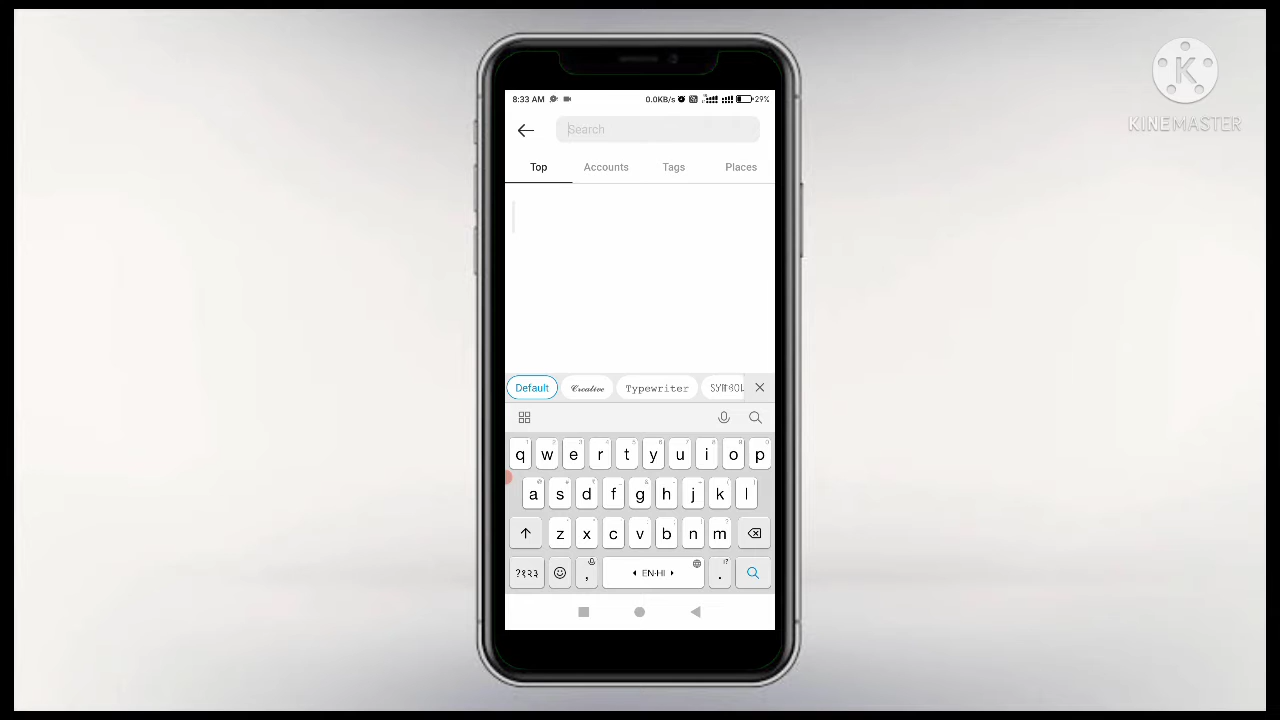 K
KINEMASTER
8:33 AM 0.0KB/s 29%
Search
Top Accounts Tags Places
Default Creative Typewriter SYMBOL
q w e r t y u i o p
a s d f g h j k l
z x c v b n m
?१२३ , EN-HI .